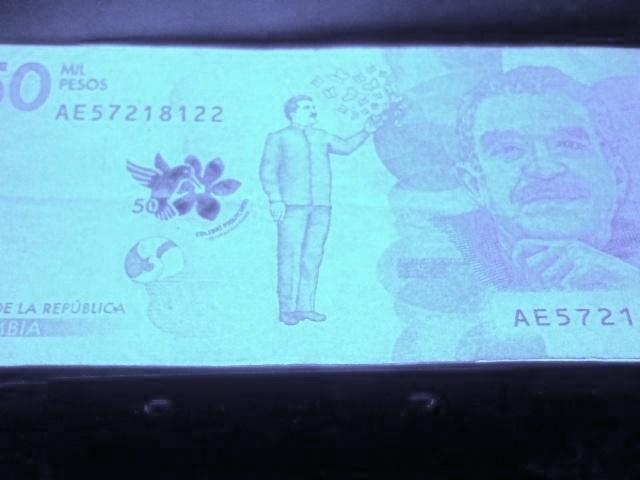 50 MIL
PESOS
AE57218122
50
DE LA REPÚBLICA
MBIA
AE5721